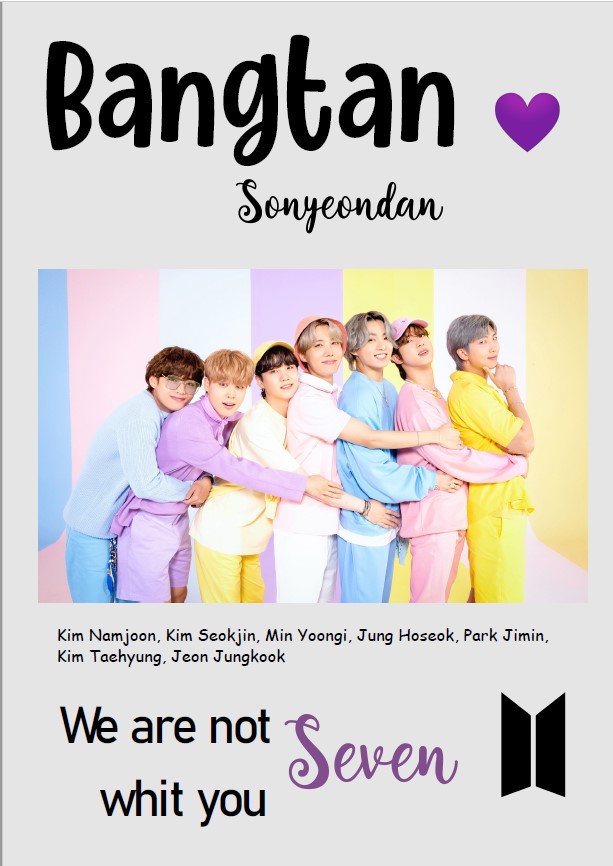 Bangtan
Sonyeondan
Kim Namjoon, Kim Seokjin, Min Yoongi, Jung Hoseok, Park Jimin,
Kim Taehyung, Jeon Jungkook
We are not Seven
whit you